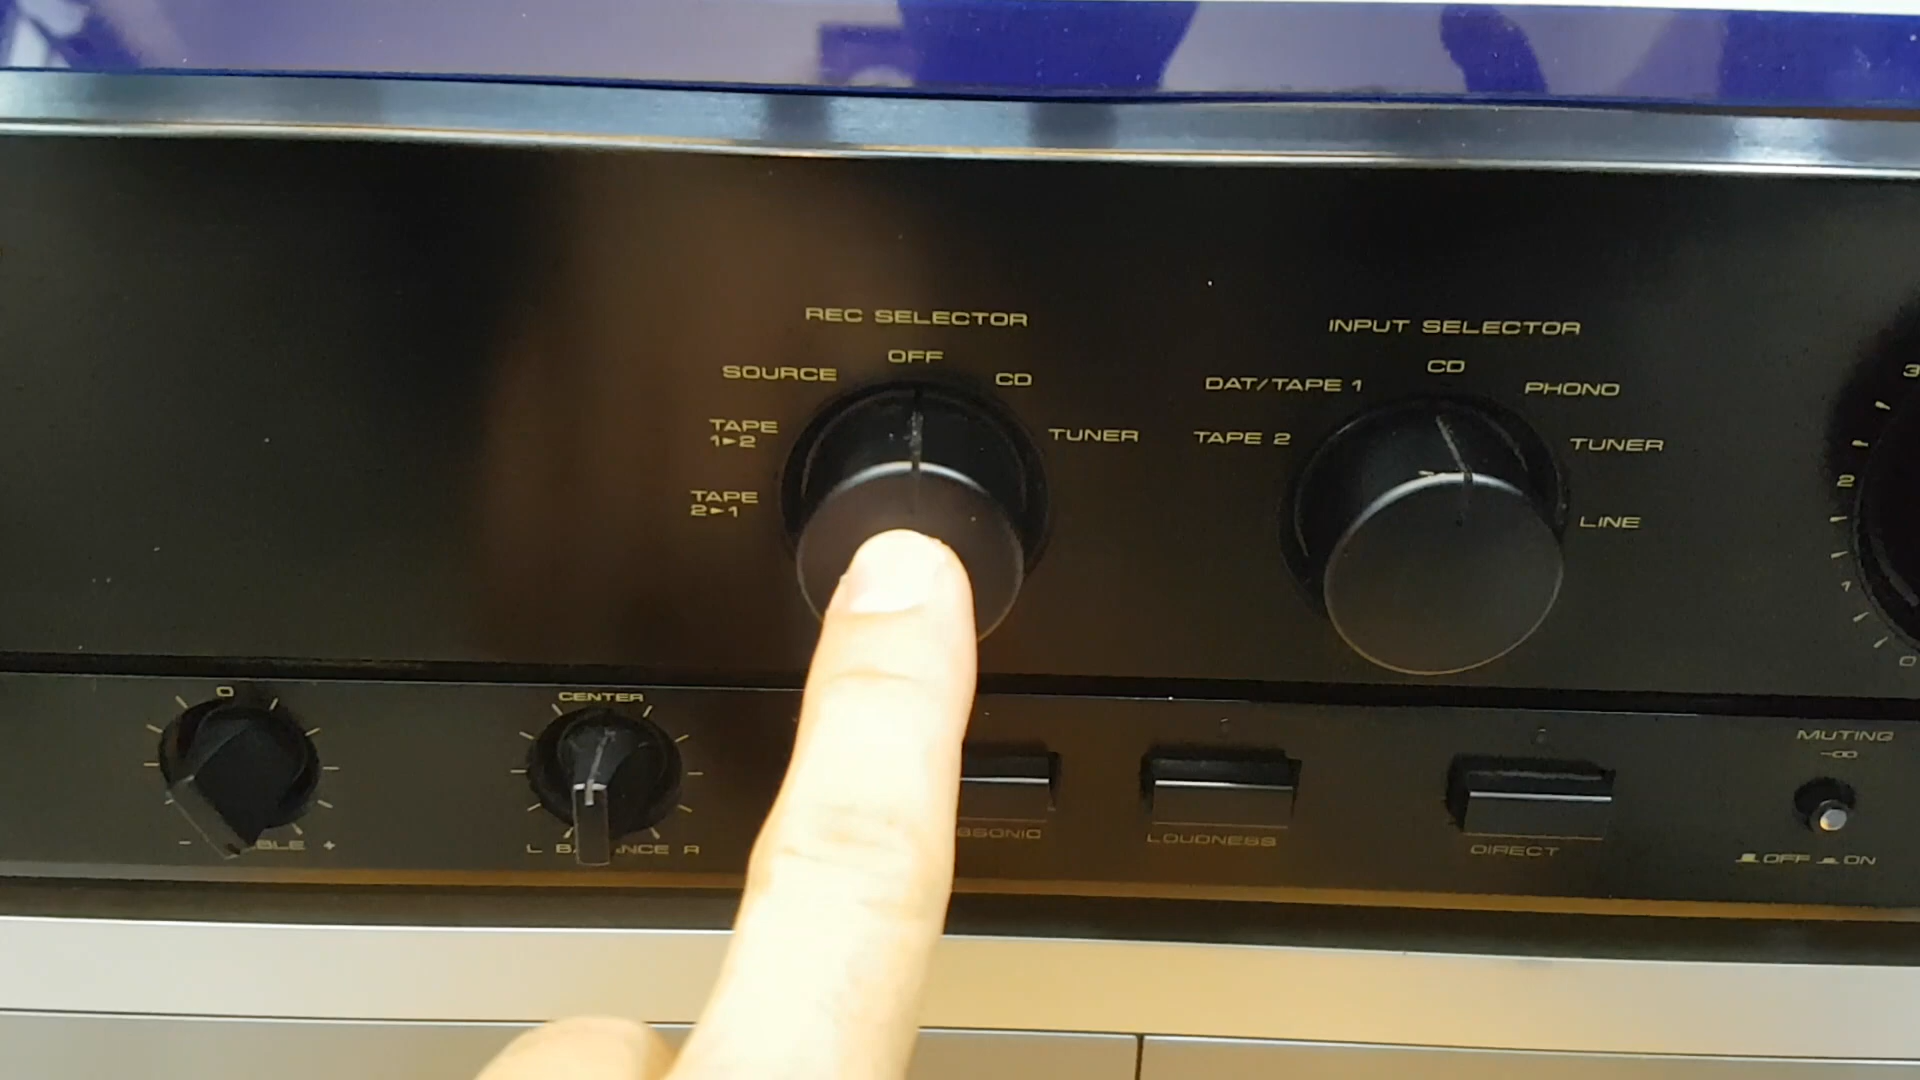 REC SELECTOR
OFF
SOURCE
CD
TAPE
1►2
TUNER
TAPE
2►1
INPUT SELECTOR
CD
DAT/TAPE 1
PHONO
TAPE 2
TUNER
LINE
3
2
1
0
0
CENTER
- +
L BALANCE R
LOUDNESS
DIRECT
MUTING
-∞
OFF ON